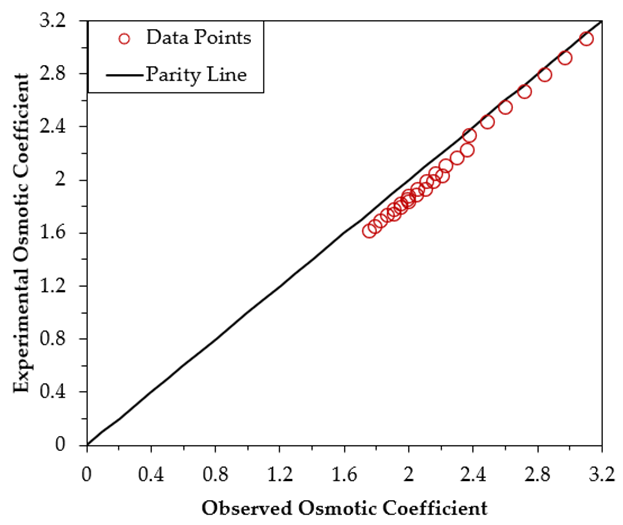 3.2
Data Points
Parity Line
2.8
2.4
2
1.6
1.2
0.8
0.4
0
Experimental Osmotic Coefficient
0 0.4 0.8 1.2 1.6 2 2.4 2.8 3.2
Observed Osmotic Coefficient